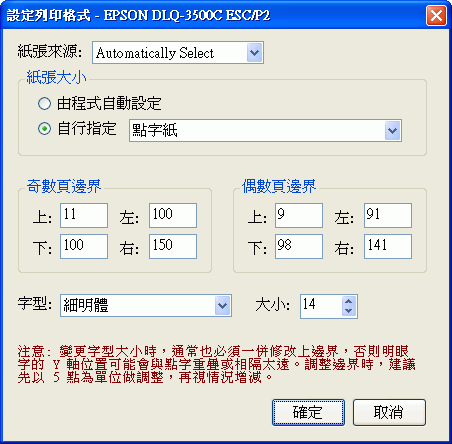 設定列印格式 - EPSON DLQ-3500C ESC/P2
紙張來源: Automatically Select
紙張大小
由程式自動設定
自行指定 點字紙
奇數頁邊界 偶數頁邊界
上: 11 左: 100 上: 9 左: 91
下: 100 右: 150 下: 98 右: 141
字型: 細明體 大小: 14
注意: 變更字型大小時，通常也必須一併修改上邊界，否則明眼
字的 Y 軸位置可能會與點字重疊或相隔太遠。調整邊界時，建議
先以 5 點為單位做調整，再視情況增減。
確定 取消